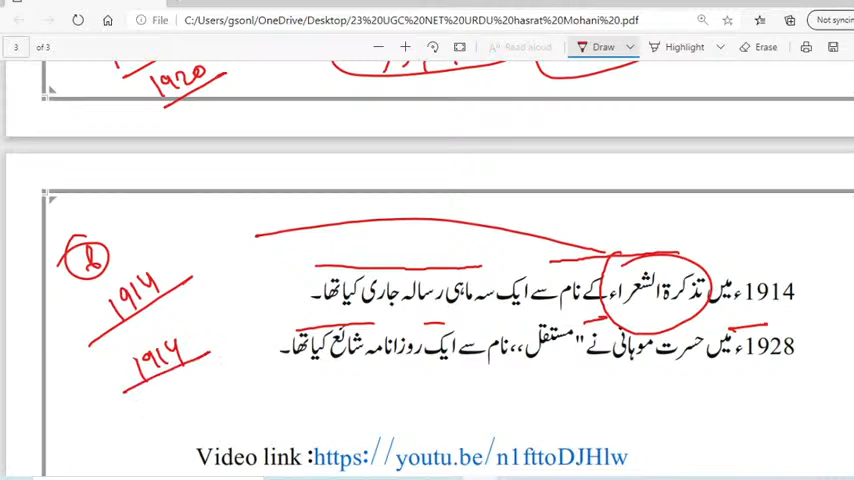 File | C:/Users/gsonl/OneDrive/Desktop/23%20UGC%20NET%20URDU%20hasrat%20Mohani%20.pdf
Not syncing
3 of 3
Read aloud
Draw
Highlight
Erase
1920
1914ء میں تذکرۃ الشعراء کے نام سے ایک سہ ماہی رسالہ جاری کیا تھا۔
1914
1928ء میں حسرت موہانی نے "مستقل،، نام سے ایک روزانامہ شائع کیا تھا۔
1914
Video link :https://youtu.be/n1fttoDJHlw